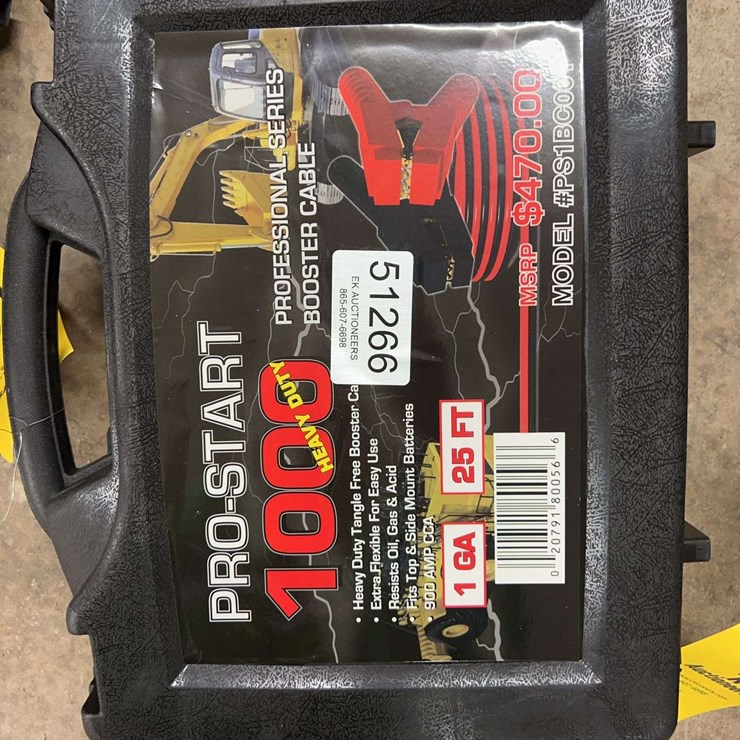 PRO-START
1000
HEAVY DUTY
PROFESSIONAL SERIES
BOOSTER CABLE
51266
EK AUCTIONEERS
865-607-6698
• Heavy Duty Tangle Free Booster Ca
• Extra Flexible For Easy Use
• Resists Oil, Gas & Acid
• Fits Top & Side Mount Batteries
• 900 AMP CCA
1 GA
25 FT
MSRP $470.00
MODEL #PS1BC00
0 20791 80056 6
Auctioneer